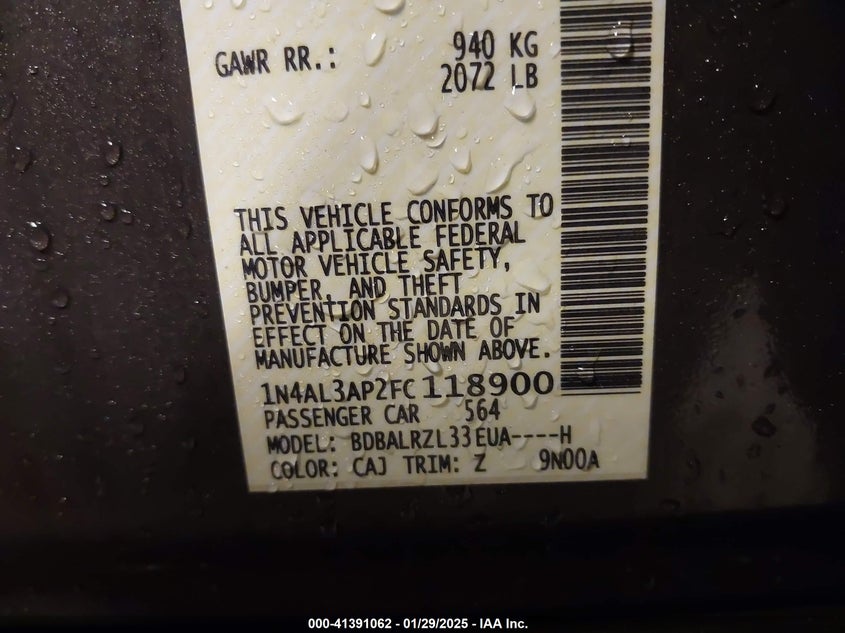 GAWR RR.: 940 KG
2072 LB
THIS VEHICLE CONFORMS TO
ALL APPLICABLE FEDERAL
MOTOR VEHICLE SAFETY,
BUMPER, AND THEFT
PREVENTION STANDARDS IN
EFFECT ON THE DATE OF
MANUFACTURE SHOWN ABOVE.
1N4AL3AP2FC118900
PASSENGER CAR 564
MODEL: BDBALRZL33EUA----H
COLOR: CAJ TRIM: Z 9N00A
000-41391062 - 01/29/2025 - IAA Inc.